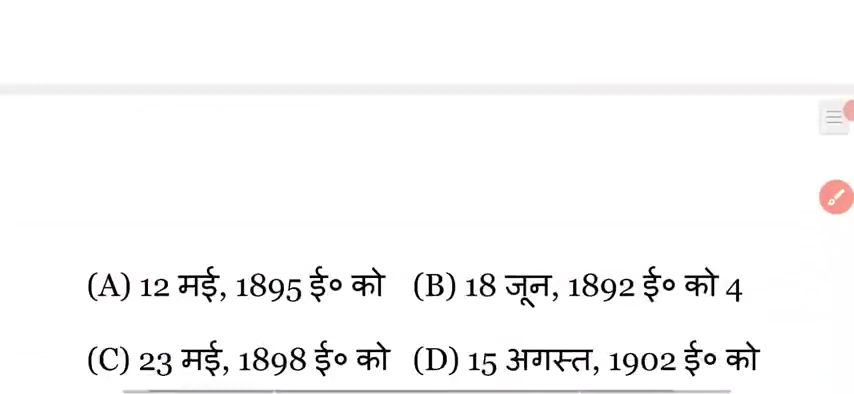 (A) 12 मई, 1895 ई० को (B) 18 जून, 1892 ई० को 4
(C) 23 मई, 1898 ई० को (D) 15 अगस्त, 1902 ई० को